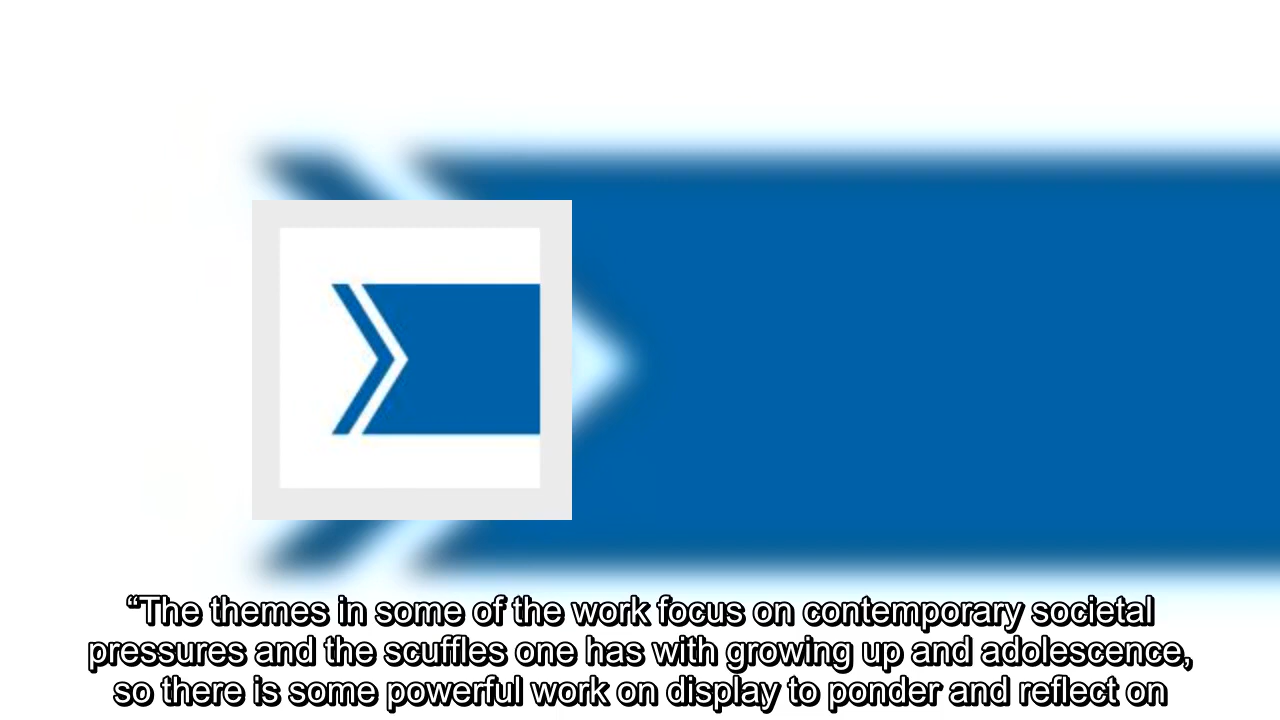 “The themes in some of the work focus on contemporary societal
pressures and the scuffles one has with growing up and adolescence,
so there is some powerful work on display to ponder and reflect on